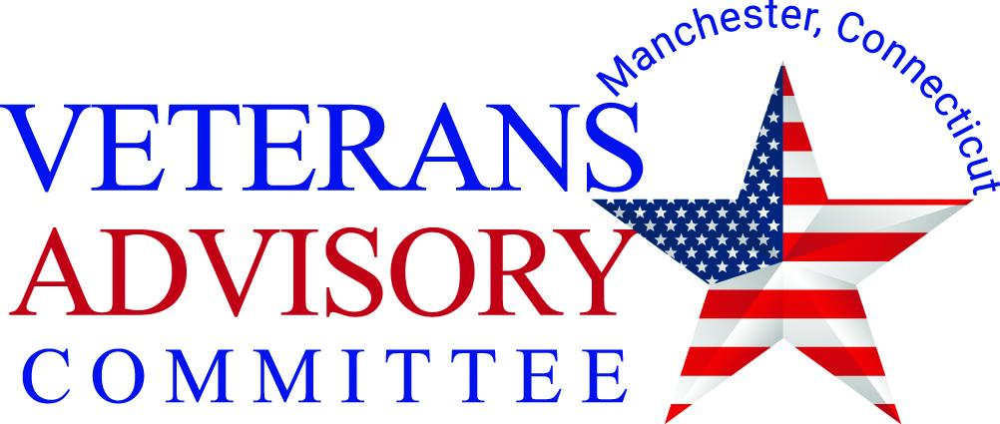 Manchester, Connecticut
VETERANS
ADVISORY
COMMITTEE